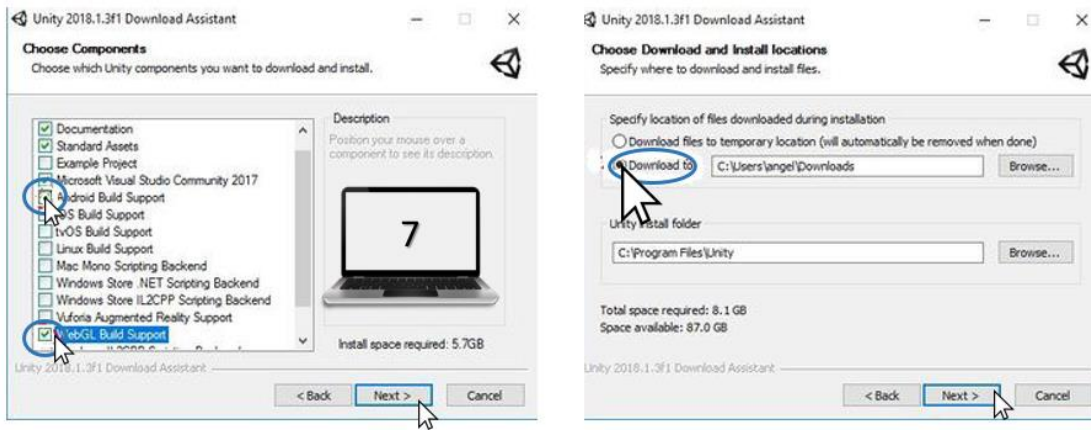 Unity 2018.1.3f1 Download Assistant
Choose Components
Choose which Unity components you want to download and install.
Documentation
Standard Assets
Example Project
Microsoft Visual Studio Community 2017
Android Build Support
iOS Build Support
tvOS Build Support
Linux Build Support
Mac Mono Scripting Backend
Windows Store .NET Scripting Backend
Windows Store IL2CPP Scripting Backend
Vuforia Augmented Reality Support
WebGL Build Support
Description
Position your mouse over a
component to see its description.
7
Install space required: 5.7GB
Unity 2018.1.3f1 Download Assistant
< Back Next > Cancel
Unity 2018.1.3f1 Download Assistant
Choose Download and Install locations
Specify where to download and install files.
Specify location of files downloaded during installation
Download files to temporary location (will automatically be removed when done)
Download to: C:\Users\angel\Downloads Browse...
Unity install folder
C:\Program Files\Unity Browse...
Total space required: 8.1 GB
Space available: 87.0 GB
Unity 2018.1.3f1 Download Assistant
< Back Next > Cancel